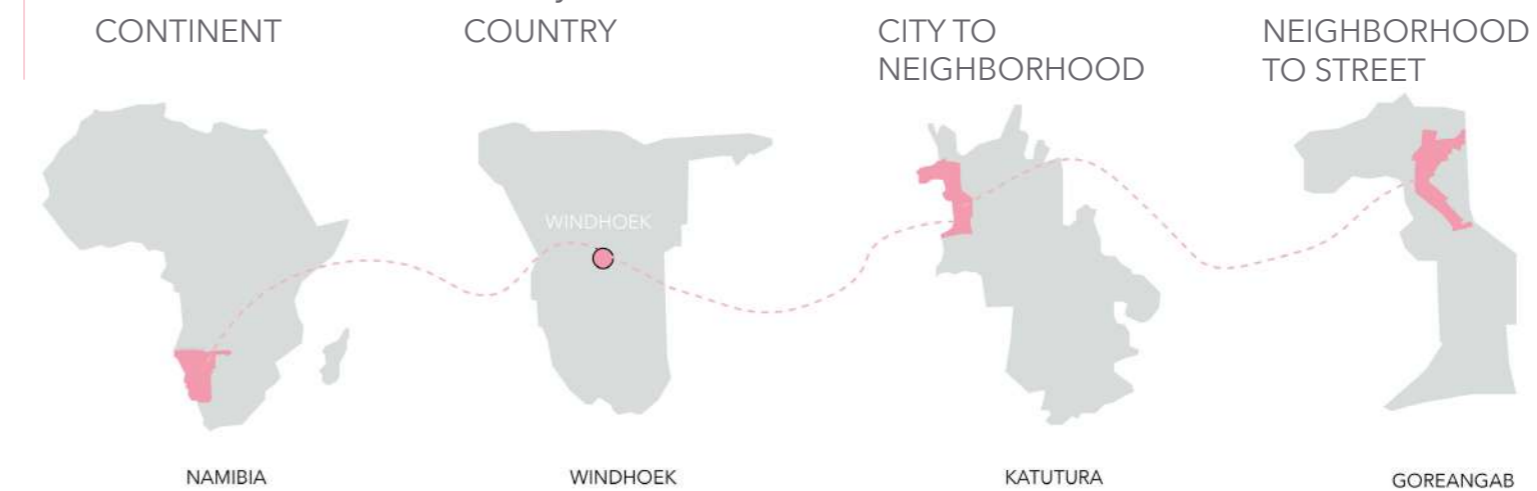 CONTINENT
COUNTRY
CITY TO
NEIGHBORHOOD
NEIGHBORHOOD
TO STREET
WINDHOEK
NAMIBIA
WINDHOEK
KATUTURA
GOREANGAB